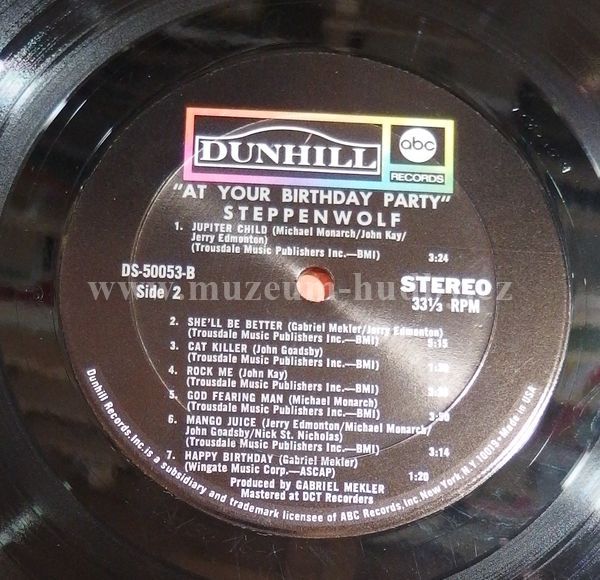 DUNHILL
abc
RECORDS
"AT YOUR BIRTHDAY PARTY"
STEPPENWOLF
1. JUPITER CHILD (Michael Monarch/John Kay/
Jerry Edmonton)
(Trousdale Music Publishers Inc.—BMI) 3:24
DS-50053-B
Side 2
STEREO
33⅓ RPM
www.muzeum-hudby.cz
2. SHE'LL BE BETTER (Gabriel Mekler/Jerry Edmonton)
(Trousdale Music Publishers Inc.—BMI) 5:15
3. CAT KILLER (John Goadsby)
(Trousdale Music Publishers Inc.—BMI)
4. ROCK ME (John Kay)
(Trousdale Music Publishers Inc.—BMI)
5. GOD FEARING MAN (Michael Monarch)
(Trousdale Music Publishers Inc.—BMI)
6. MANGO JUICE (Jerry Edmonton/Michael Monarch/
John Goadsby/Nick St. Nicholas)
(Trousdale Music Publishers Inc.—BMI) 3:14
7. HAPPY BIRTHDAY (Gabriel Mekler)
(Wingate Music Corp.—ASCAP) 1:20
Produced by GABRIEL MEKLER
Mastered at DCT Recorders
Dunhill Records, Inc. is a subsidiary and trademark licensee of ABC Records, Inc. New York, N.Y. 10019 • Made in USA